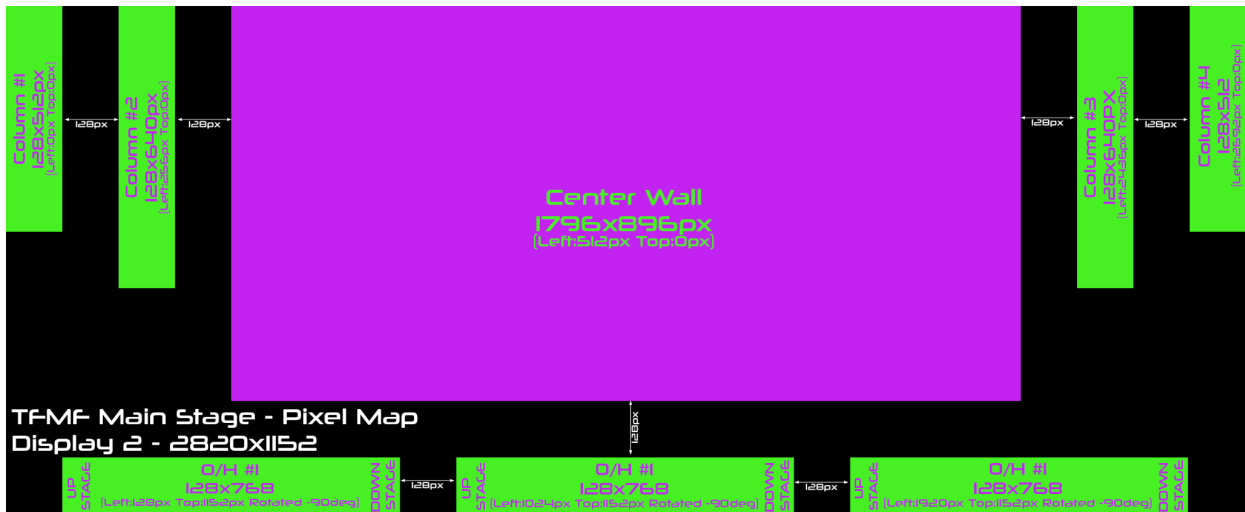 Column #1
128x512px
(Left:0px Top:0px)
128px
Column #2
128x640px
(Left:256px Top:0px)
128px
Center Wall
1796x896px
(Left:512px Top:0px)
128px
Column #3
128x640PX
(Left:2436px Top:0px)
128px
Column #4
128x512
(Left:2692px Top:0px)
128px
TFMF Main Stage - Pixel Map
Display 2 - 2820x1152
UP
STAGE
O/H #1
128x768
(Left:128px Top:1152px Rotated -90deg)
DOWN
STAGE
128px
UP
STAGE
O/H #1
128x768
(Left:1024px Top:1152px Rotated -90deg)
DOWN
STAGE
128px
UP
STAGE
O/H #1
128x768
(Left:1920px Top:1152px Rotated -90deg)
DOWN
STAGE